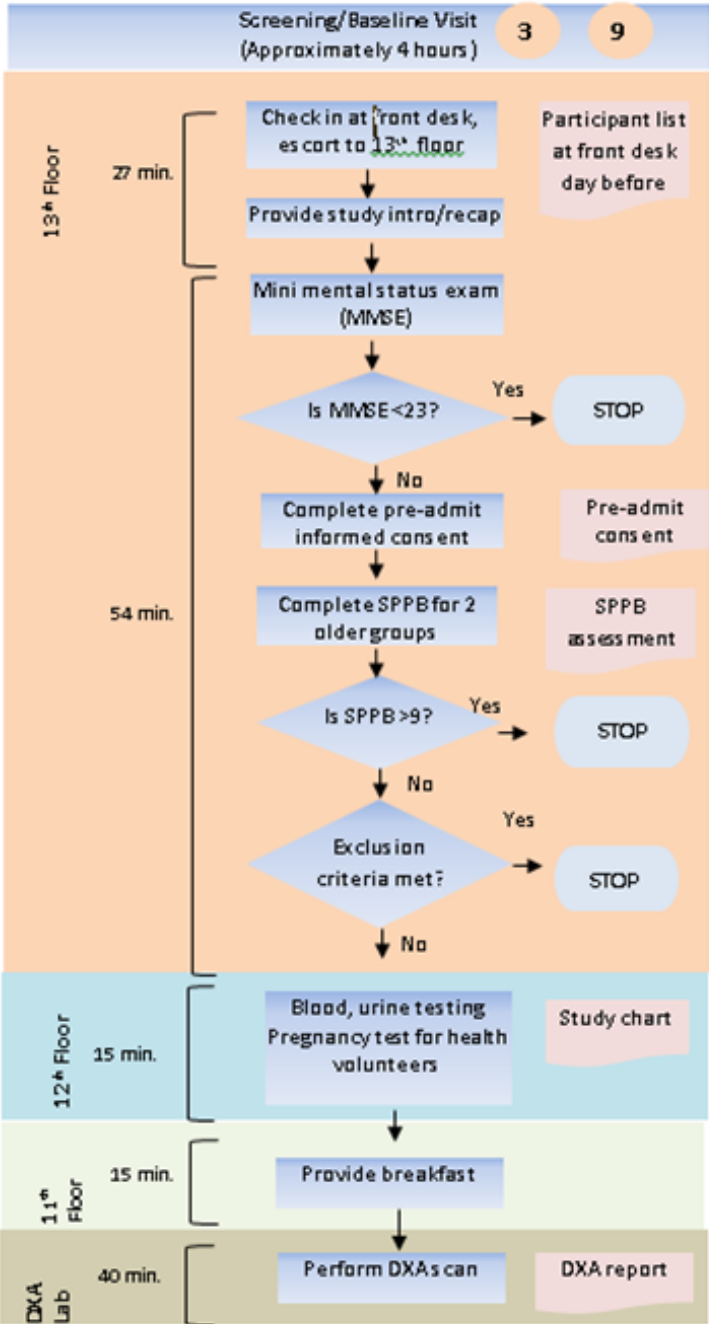 Screening/Baseline Visit
(Approximately 4 hours)
3
9
13th Floor
27 min.
Check in at front desk,
escort to 13th floor
Participant list
at front desk
day before
Provide study intro/recap
54 min.
Mini mental status exam
(MMSE)
Is MMSE<23?
Yes
STOP
No
Complete pre-admit
informed consent
Pre-admit
consent
Complete SPPB for 2
older groups
SPPB
assessment
Is SPPB >9?
Yes
STOP
No
Exclusion
criteria met?
Yes
STOP
No
12th Floor
15 min.
Blood, urine testing
Pregnancy test for health
volunteers
Study chart
11th
Floor
15 min.
Provide breakfast
DXA
Lab
40 min.
Perform DXA scan
DXA report